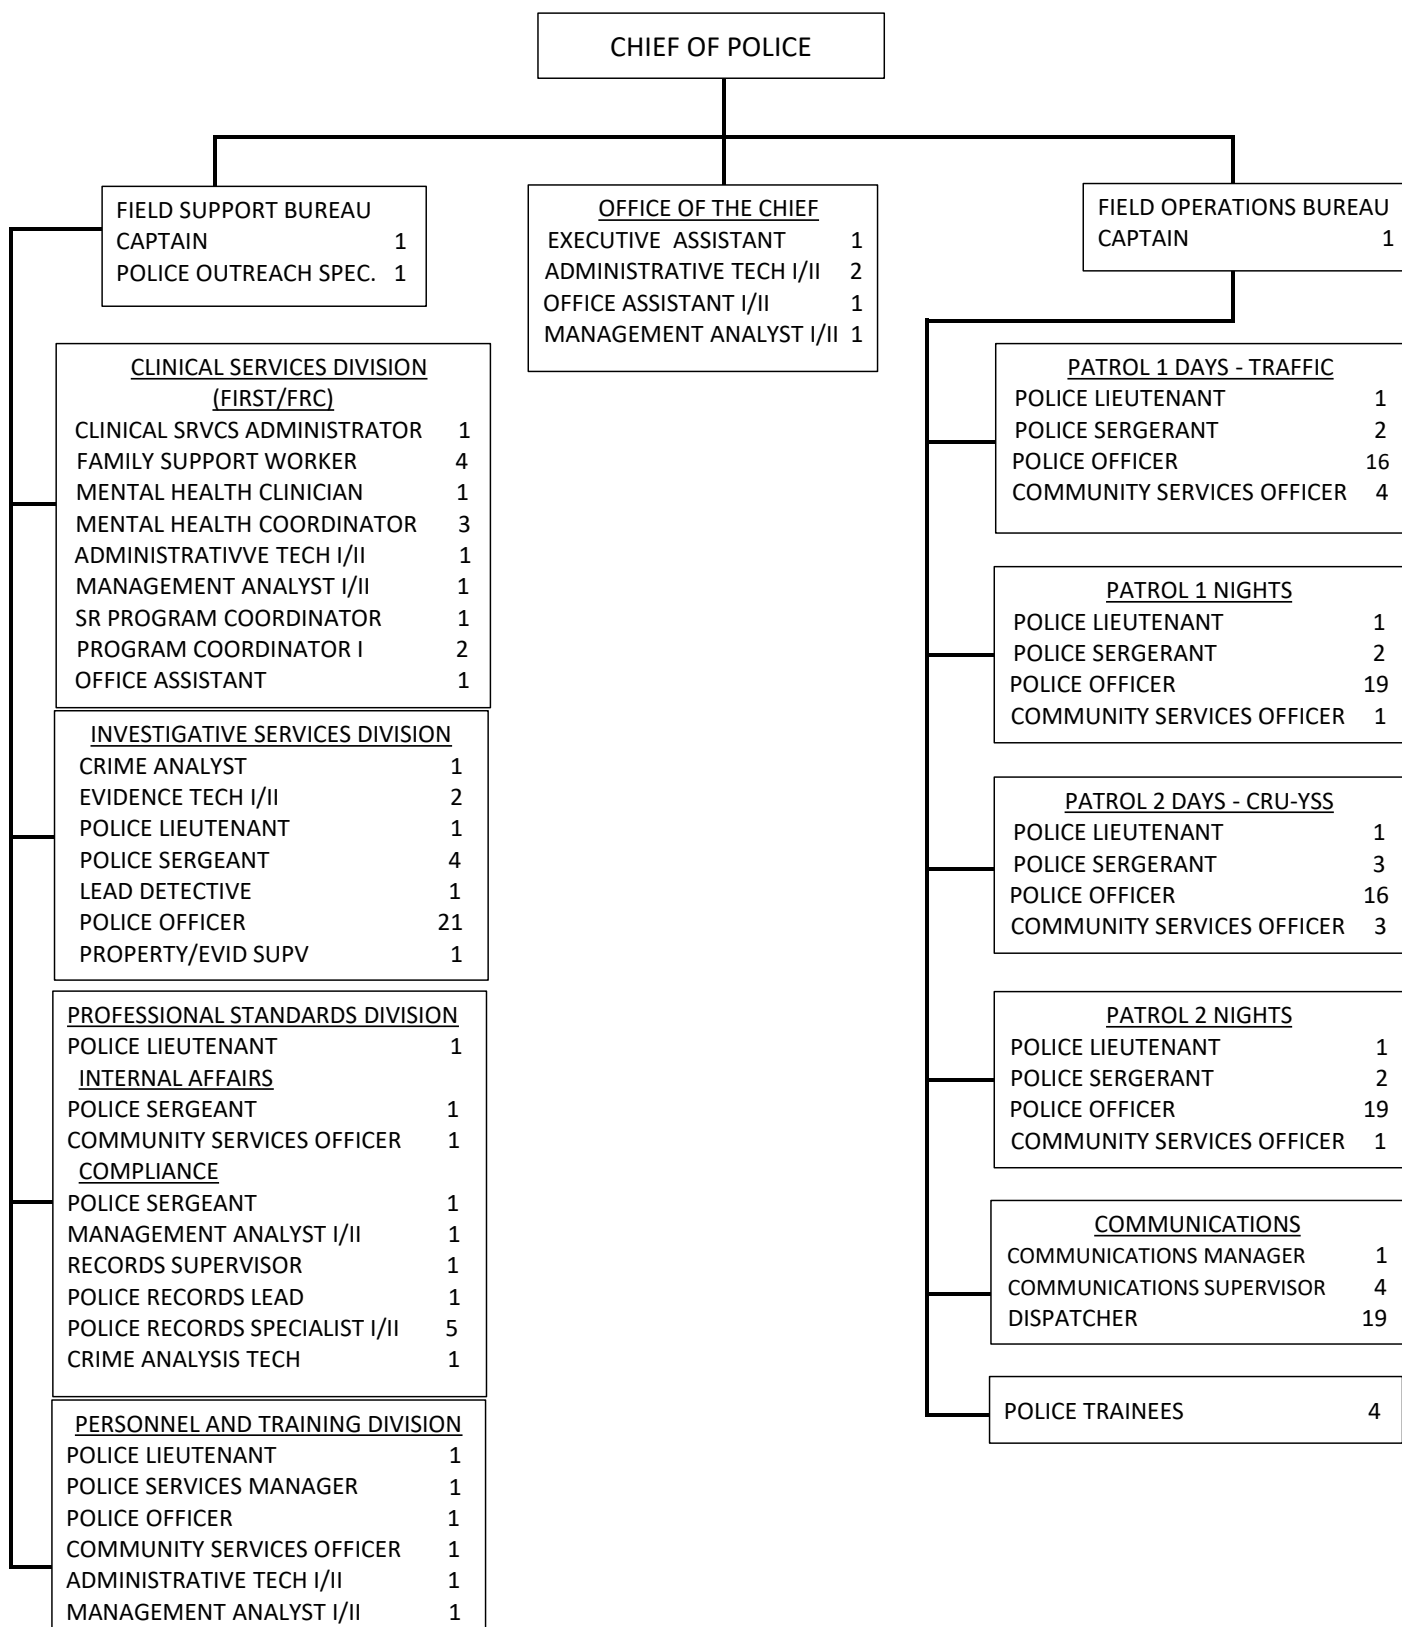 CHIEF OF POLICE
FIELD SUPPORT BUREAU
CAPTAIN 1
POLICE OUTREACH SPEC. 1
OFFICE OF THE CHIEF
EXECUTIVE ASSISTANT 1
ADMINISTRATIVE TECH I/II 2
OFFICE ASSISTANT I/II 1
MANAGEMENT ANALYST I/II 1
FIELD OPERATIONS BUREAU
CAPTAIN 1
CLINICAL SERVICES DIVISION
(FIRST/FRC)
CLINICAL SRVCS ADMINISTRATOR 1
FAMILY SUPPORT WORKER 4
MENTAL HEALTH CLINICIAN 1
MENTAL HEALTH COORDINATOR 3
ADMINISTRATIVVE TECH I/II 1
MANAGEMENT ANALYST I/II 1
SR PROGRAM COORDINATOR 1
PROGRAM COORDINATOR I 2
OFFICE ASSISTANT 1
INVESTIGATIVE SERVICES DIVISION
CRIME ANALYST 1
EVIDENCE TECH I/II 2
POLICE LIEUTENANT 1
POLICE SERGEANT 4
LEAD DETECTIVE 1
POLICE OFFICER 21
PROPERTY/EVID SUPV 1
PROFESSIONAL STANDARDS DIVISION
POLICE LIEUTENANT 1
INTERNAL AFFAIRS
POLICE SERGEANT 1
COMMUNITY SERVICES OFFICER 1
COMPLIANCE
POLICE SERGEANT 1
MANAGEMENT ANALYST I/II 1
RECORDS SUPERVISOR 1
POLICE RECORDS LEAD 1
POLICE RECORDS SPECIALIST I/II 5
CRIME ANALYSIS TECH 1
PERSONNEL AND TRAINING DIVISION
POLICE LIEUTENANT 1
POLICE SERVICES MANAGER 1
POLICE OFFICER 1
COMMUNITY SERVICES OFFICER 1
ADMINISTRATIVE TECH I/II 1
MANAGEMENT ANALYST I/II 1
PATROL 1 DAYS - TRAFFIC
POLICE LIEUTENANT 1
POLICE SERGERANT 2
POLICE OFFICER 16
COMMUNITY SERVICES OFFICER 4
PATROL 1 NIGHTS
POLICE LIEUTENANT 1
POLICE SERGERANT 2
POLICE OFFICER 19
COMMUNITY SERVICES OFFICER 1
PATROL 2 DAYS - CRU-YSS
POLICE LIEUTENANT 1
POLICE SERGERANT 3
POLICE OFFICER 16
COMMUNITY SERVICES OFFICER 3
PATROL 2 NIGHTS
POLICE LIEUTENANT 1
POLICE SERGERANT 2
POLICE OFFICER 19
COMMUNITY SERVICES OFFICER 1
COMMUNICATIONS
COMMUNICATIONS MANAGER 1
COMMUNICATIONS SUPERVISOR 4
DISPATCHER 19
POLICE TRAINEES 4